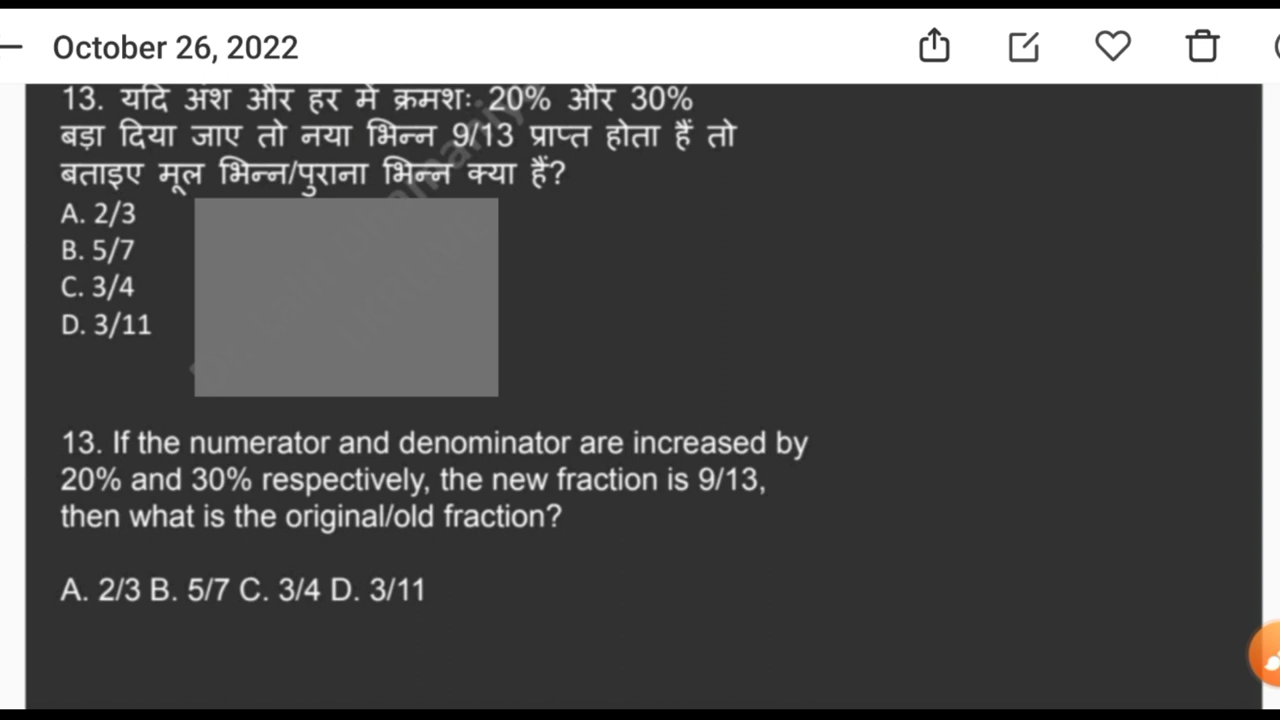 October 26, 2022
13. यदि अंश और हर में क्रमशः 20% और 30%
बड़ा दिया जाए तो नया भिन्न 9/13 प्राप्त होता हैं तो
बताइए मूल भिन्न/पुराना भिन्न क्या हैं?
A. 2/3
B. 5/7
C. 3/4
D. 3/11
13. If the numerator and denominator are increased by
20% and 30% respectively, the new fraction is 9/13,
then what is the original/old fraction?
A. 2/3 B. 5/7 C. 3/4 D. 3/11